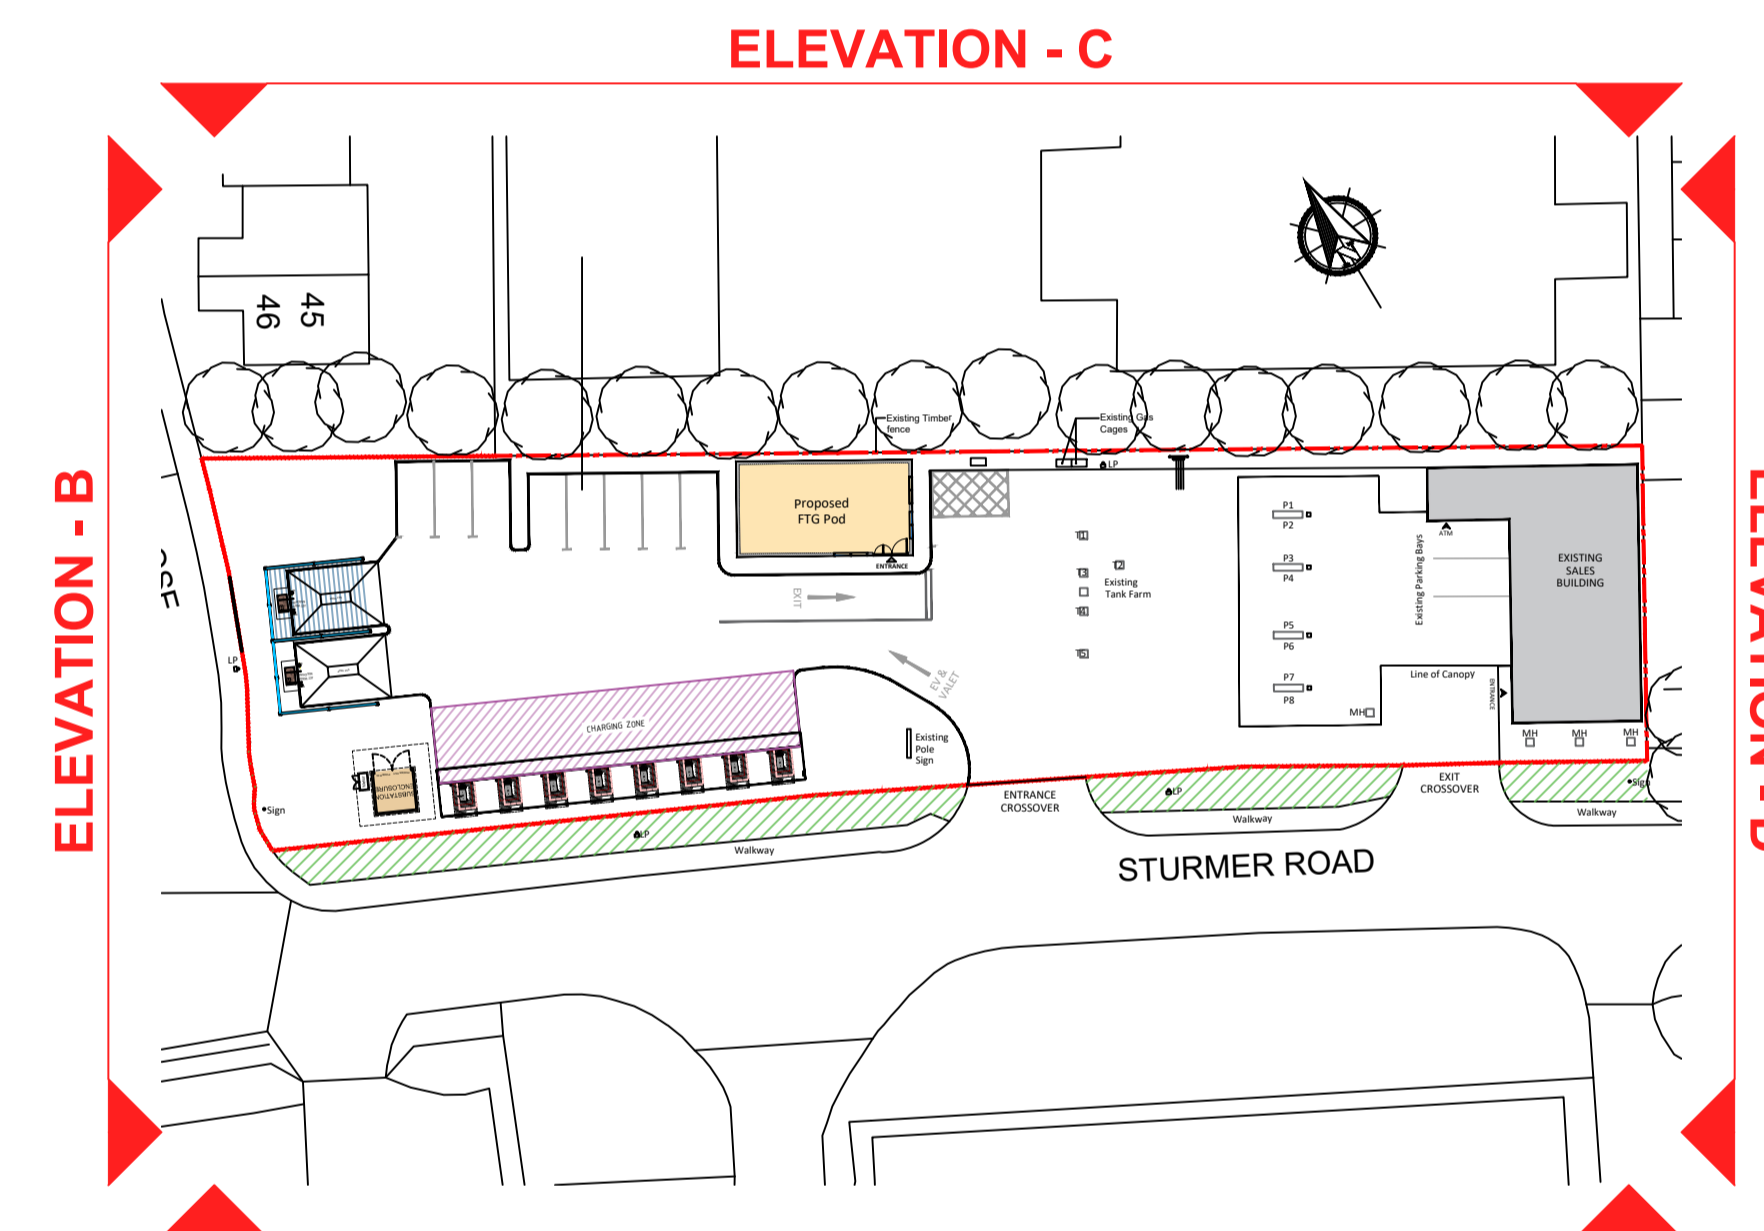 ELEVATION - C
ELEVATION - B
45
46
Existing Timber
fence
Existing Gas
Cages
LP
Proposed
FTG Pod
ENTRANCE
EXIT
EV &
VALET
Existing
Tank Farm
T2
P1
P2
P3
P4
P5
P6
P7
P8
MH
Existing Parking Bays
ATM
EXISTING
SALES
BUILDING
Line of Canopy
ENTRANCE
MH
MH
MH
LP
CHARGING ZONE
Existing
Pole
Sign
SUBSTATION
ENCLOSURE
Sign
LP
Walkway
ENTRANCE
CROSSOVER
LP
Walkway
EXIT
CROSSOVER
Sign
Walkway
STURMER ROAD